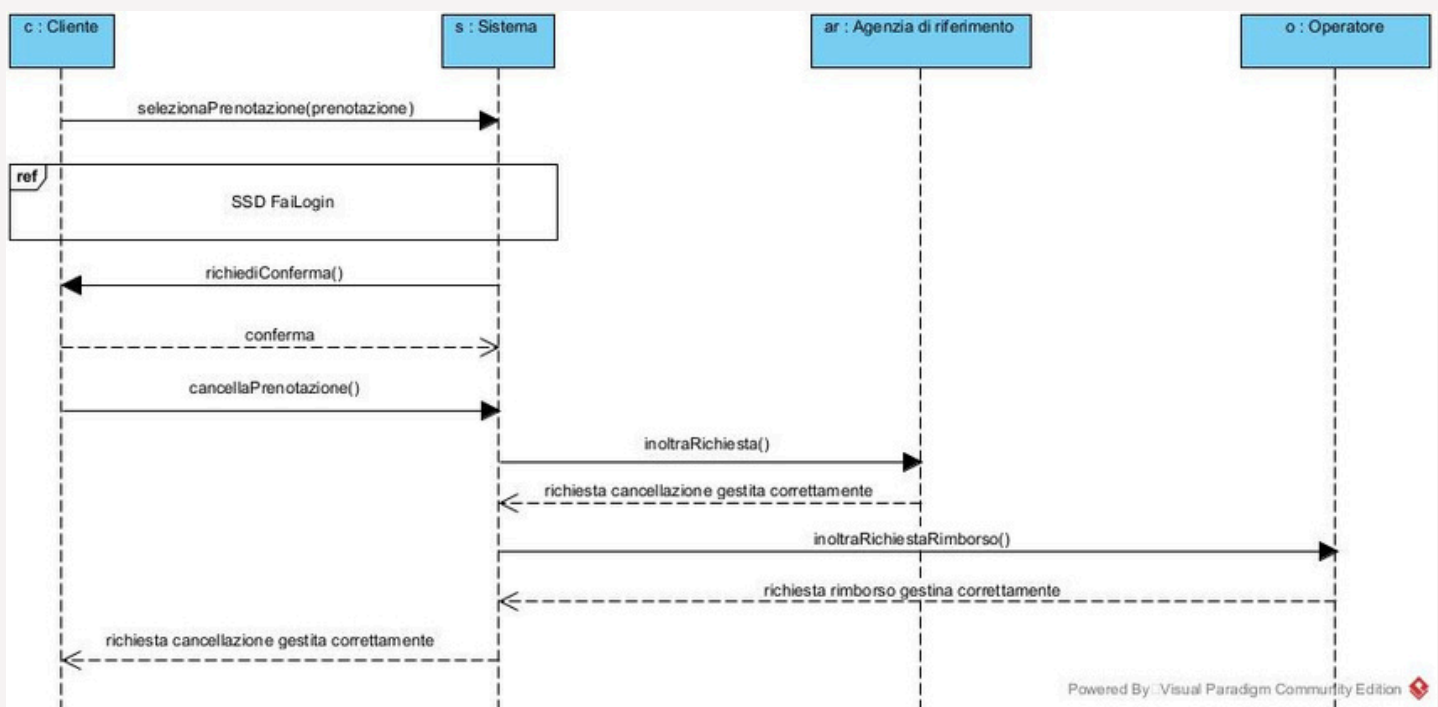 c : Cliente
s : Sistema
ar : Agenzia di riferimento
o : Operatore
selezionaPrenotazione(prenotazione)
ref
SSD FaiLogin
richiediConferma()
conferma
cancellaPrenotazione()
inoltraRichiesta()
richiesta cancellazione gestita correttamente
inoltraRichiestaRimborso()
richiesta rimborso gestina correttamente
richiesta cancellazione gestita correttamente
Powered By Visual Paradigm Community Edition